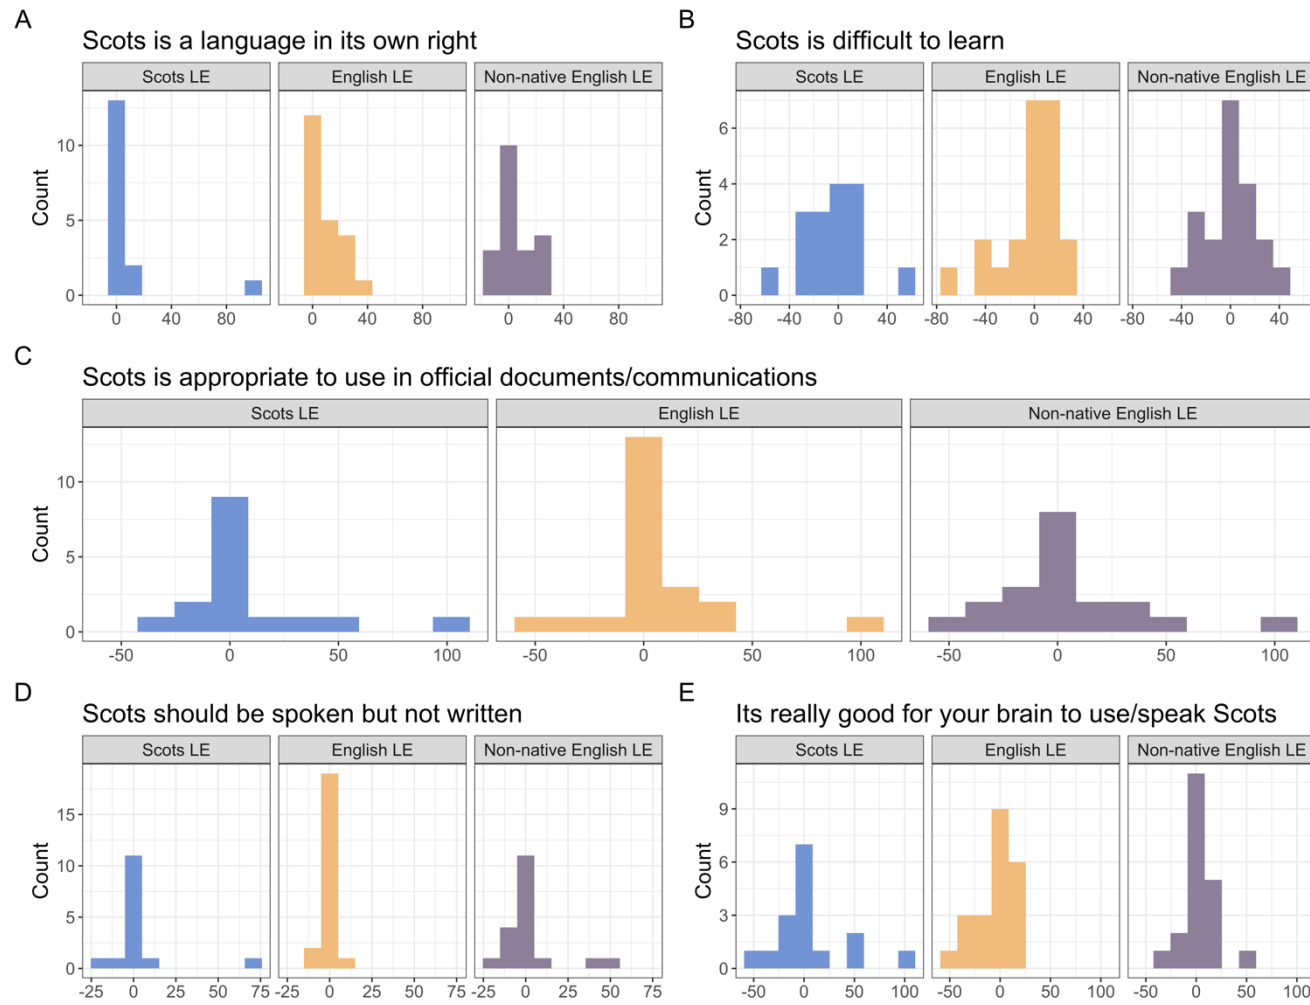 A
Scots is a language in its own right
Scots LE English LE Non-native English LE
Count
10
5
0
0 40 80 0 40 80 0 40 80
B
Scots is difficult to learn
Scots LE English LE Non-native English LE
Count
6
4
2
0
-80 -40 0 40 -80 -40 0 40 -80 -40 0 40
C
Scots is appropriate to use in official documents/communications
Scots LE English LE Non-native English LE
Count
10
5
0
-50 0 50 100 -50 0 50 100 -50 0 50 100
D
Scots should be spoken but not written
Scots LE English LE Non-native English LE
Count
15
10
5
0
-25 0 25 50 75 -25 0 25 50 75 -25 0 25 50 75
E
Its really good for your brain to use/speak Scots
Scots LE English LE Non-native English LE
Count
9
6
3
0
-50 0 50 100 -50 0 50 100 -50 0 50 100